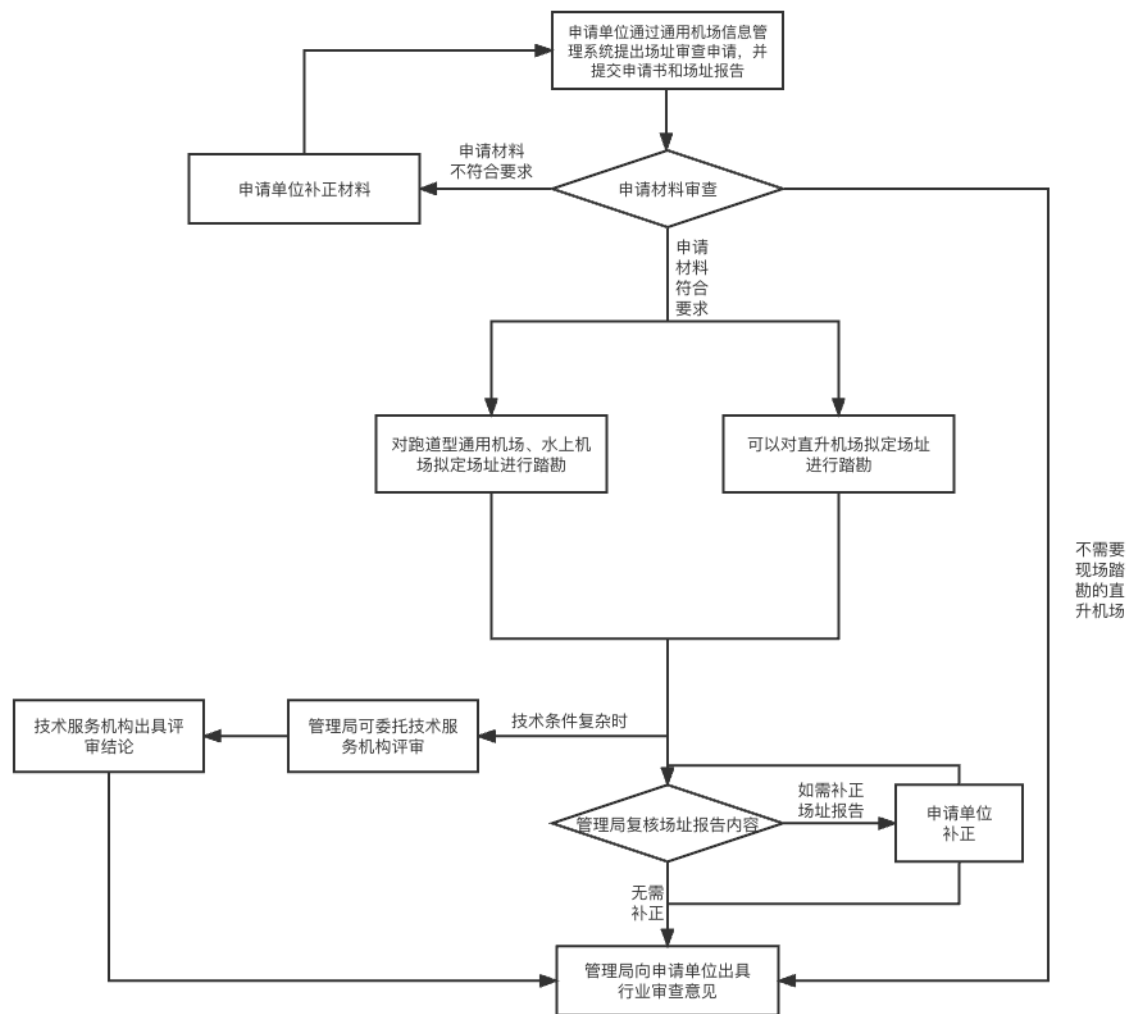 申请单位通过通用机场信息管
理系统提出场址审查申请，并
提交申请书和场址报告
申请材料
不符合要求
申请单位补正材料
申请材料审查
申请
材料
符合
要求
对跑道型通用机场、水上机
场拟定场址进行踏勘
可以对直升机场拟定场址
进行踏勘
不需要
现场踏
勘的直
升机场
技术服务机构出具评
审结论
管理局可委托技术服
务机构评审
技术条件复杂时
管理局复核场址报告内容
如需补正
场址报告
申请单位
补正
无需
补正
管理局向申请单位出具
行业审查意见